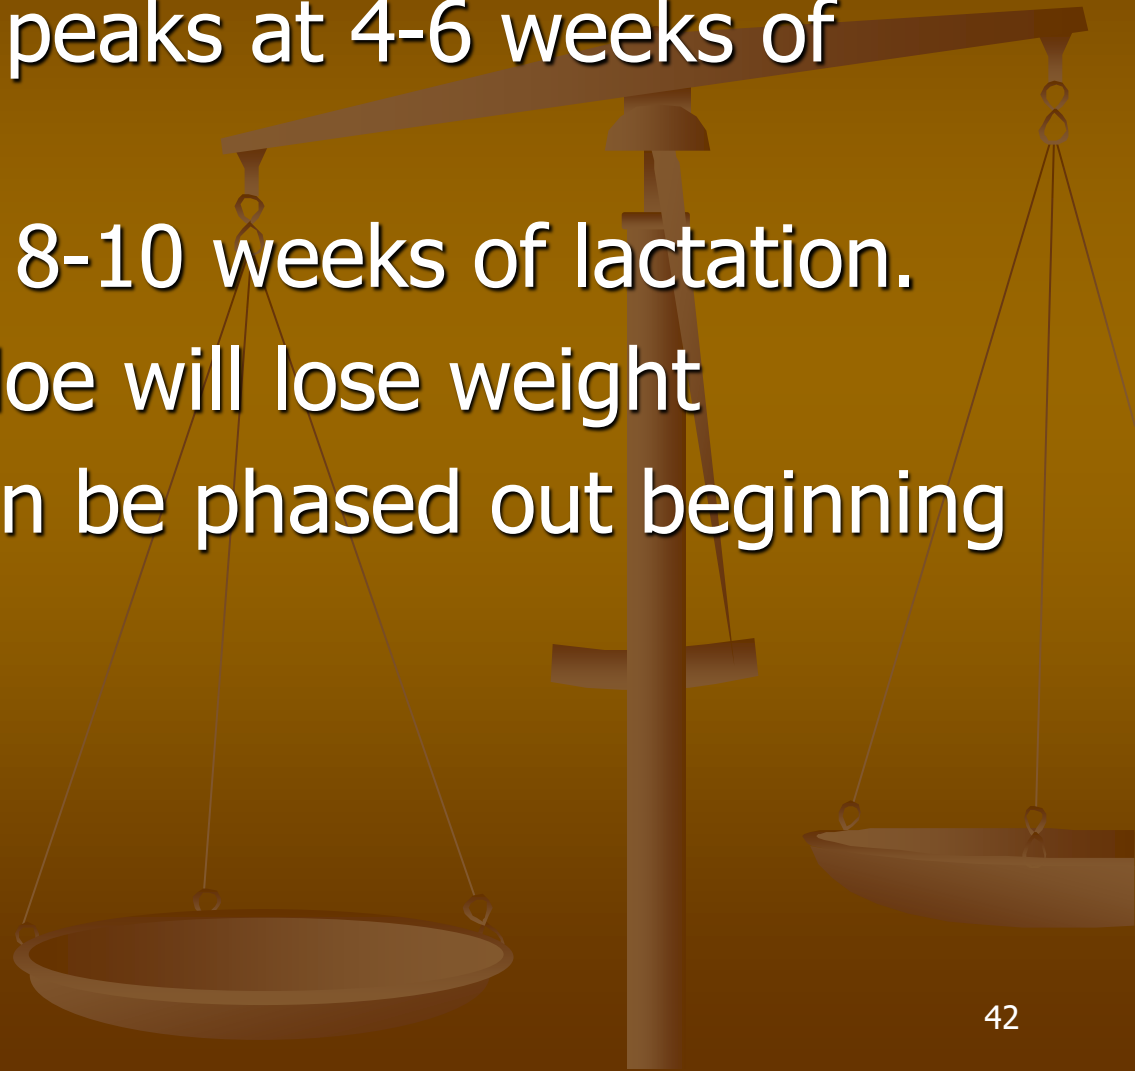 peaks at 4-6 weeks of
8-10 weeks of lactation.
will lose weight
be phased out beginning
42